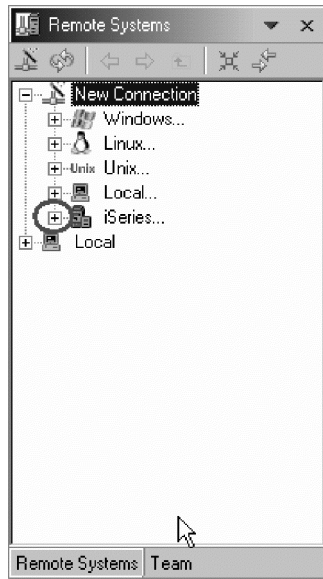 Remote Systems
New Connection
Windows...
Linux...
Unix Unix...
Local...
iSeries...
Local
Remote Systems Team